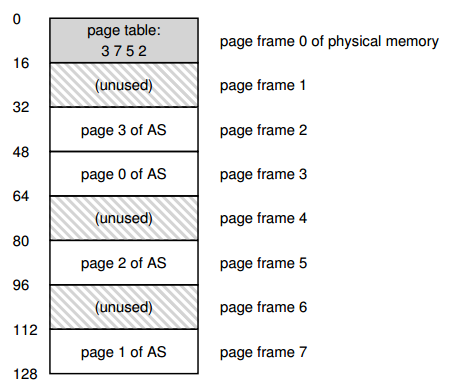 0
page table:
3 7 5 2
page frame 0 of physical memory
16
(unused)
page frame 1
32
page 3 of AS
page frame 2
48
page 0 of AS
page frame 3
64
(unused)
page frame 4
80
page 2 of AS
page frame 5
96
(unused)
page frame 6
112
page 1 of AS
page frame 7
128